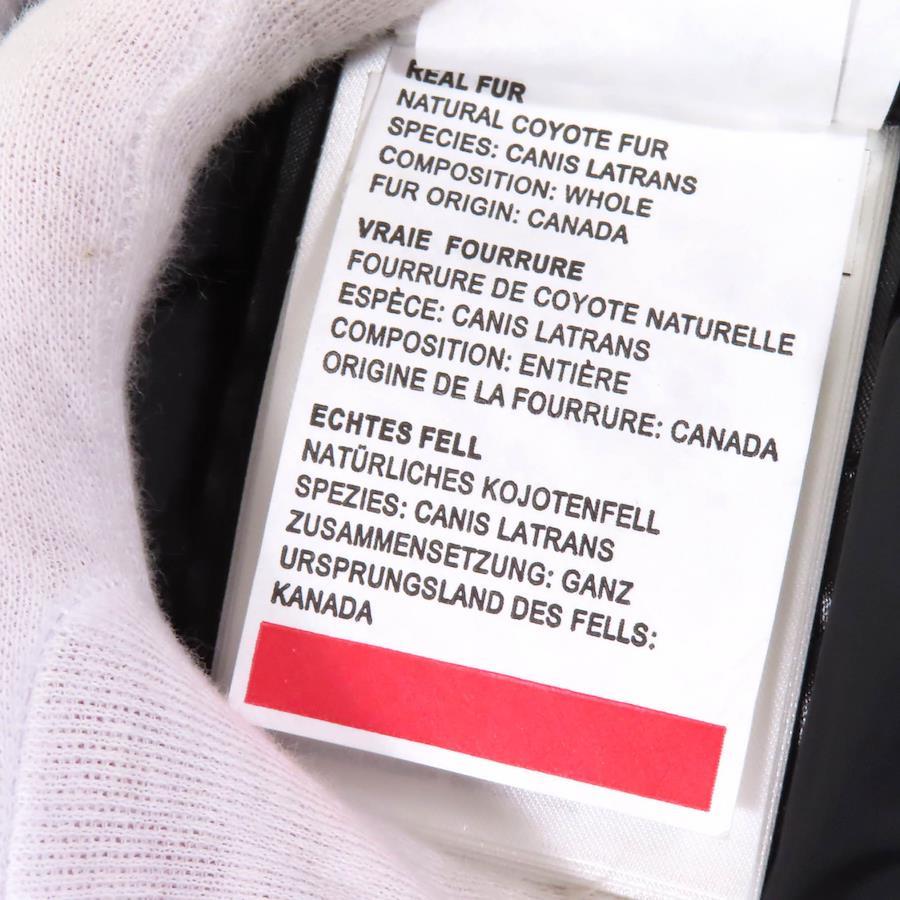 REAL FUR
NATURAL COYOTE FUR
SPECIES: CANIS LATRANS
COMPOSITION: WHOLE
FUR ORIGIN: CANADA
VRAIE FOURRURE
FOURRURE DE COYOTE NATURELLE
ESPÈCE: CANIS LATRANS
COMPOSITION: ENTIÈRE
ORIGINE DE LA FOURRURE: CANADA
ECHTES FELL
NATÜRLICHES KOJOTENFELL
SPEZIES: CANIS LATRANS
ZUSAMMENSETZUNG: GANZ
URSPRUNGSLAND DES FELLS:
KANADA